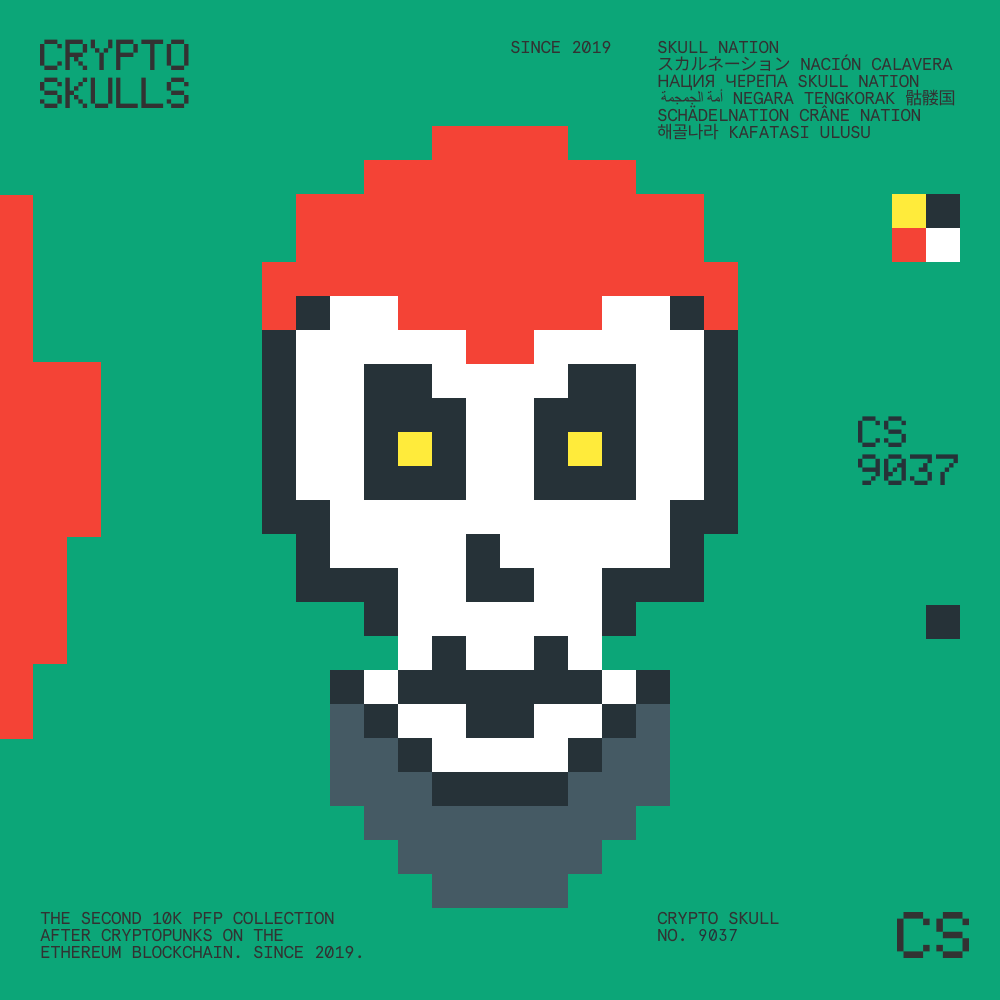 CRYPTO
SKULLS
SINCE 2019
SKULL NATION
スカルネーション NACIÓN CALAVERA
НАЦИЯ ЧЕРЕПА SKULL NATION
أمة الجمجمة NEGARA TENGKORAK 骷髅国
SCHÄDELNATION CRÂNE NATION
해골나라 KAFATASI ULUSU
CS
9037
THE SECOND 10K PFP COLLECTION
AFTER CRYPTOPUNKS ON THE
ETHEREUM BLOCKCHAIN. SINCE 2019.
CRYPTO SKULL
NO. 9037
CS